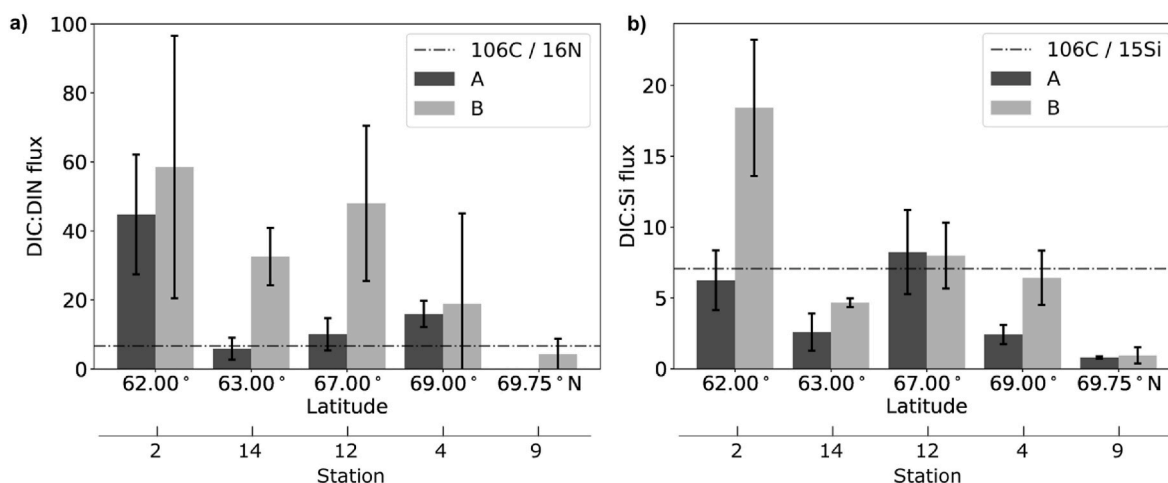 a)
100
80
60
40
20
0
DIC:DIN flux
106C / 16N
A
B
62.00° 63.00° 67.00° 69.00° 69.75°N
Latitude
2 14 12 4 9
Station
b)
20
15
10
5
0
DIC:Si flux
106C / 15Si
A
B
62.00° 63.00° 67.00° 69.00° 69.75°N
Latitude
2 14 12 4 9
Station